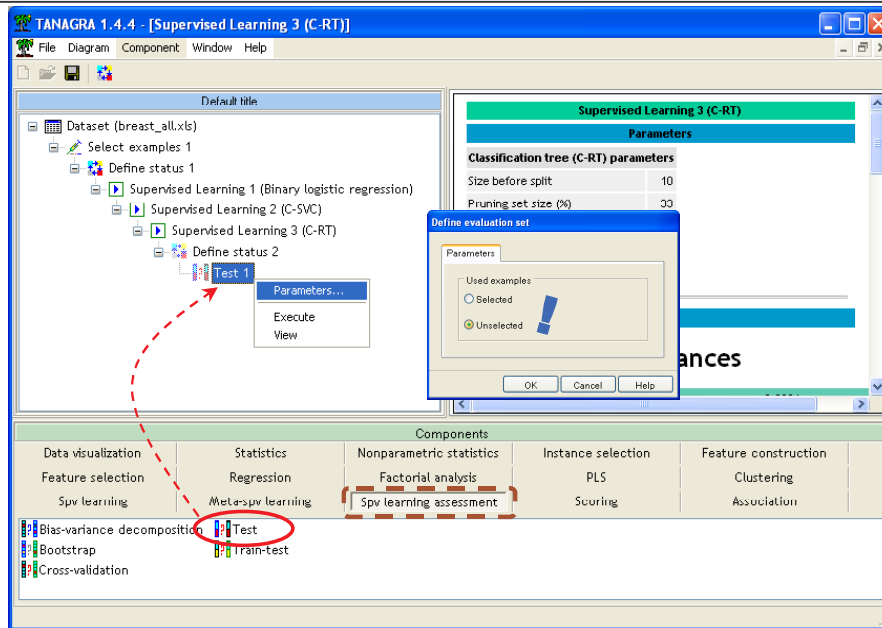 TANAGRA 1.4.4 - [Supervised Learning 3 (C-RT)]
File Diagram Component Window Help
Default title
Dataset (breast_all.xls)
Select examples 1
Define status 1
Supervised Learning 1 (Binary logistic regression)
Supervised Learning 2 (C-SVC)
Supervised Learning 3 (C-RT)
Define status 2
Test 1
Parameters...
Execute
View
Supervised Learning 3 (C-RT)
Parameters
Classification tree (C-RT) parameters
Size before split 10
Pruning set size (%) 33
Define evaluation set
Parameters
Used examples
Selected
Unselected
!
OK Cancel Help
ances
Components
Data visualization Statistics Nonparametric statistics Instance selection Feature construction
Feature selection Regression Factorial analysis PLS Clustering
Spv learning Meta-spv learning Spv learning assessment Scoring Association
Bias-variance decomposition Test
Bootstrap Train-test
Cross-validation